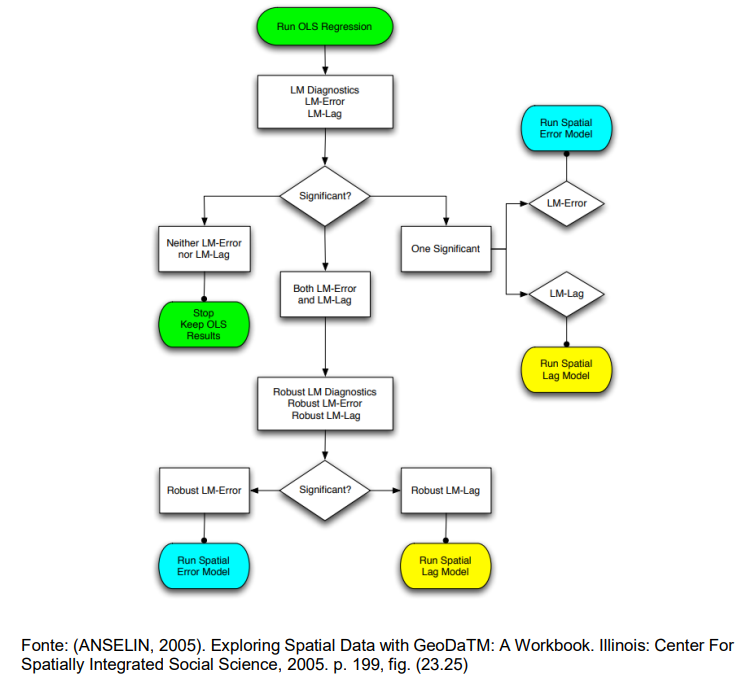 Run OLS Regression
LM Diagnostics
LM-Error
LM-Lag
Run Spatial
Error Model
Significant?
LM-Error
Neither LM-Error
nor LM-Lag
One Significant
Both LM-Error
and LM-Lag
LM-Lag
Stop
Keep OLS
Results
Run Spatial
Lag Model
Robust LM Diagnostics
Robust LM-Error
Robust LM-Lag
Robust LM-Error
Significant?
Robust LM-Lag
Run Spatial
Error Model
Run Spatial
Lag Model
Fonte: (ANSELIN, 2005). Exploring Spatial Data with GeoDaTM: A Workbook. Illinois: Center For
Spatially Integrated Social Science, 2005. p. 199, fig. (23.25)